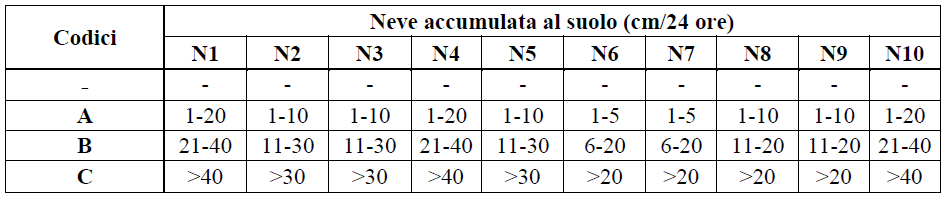 Codici Neve accumulata al suolo (cm/24 ore)
N1 N2 N3 N4 N5 N6 N7 N8 N9 N10
- - - - - - - - - - -
A 1-20 1-10 1-10 1-20 1-10 1-5 1-5 1-10 1-10 1-20
B 21-40 11-30 11-30 21-40 11-30 6-20 6-20 11-20 11-20 21-40
C >40 >30 >30 >40 >30 >20 >20 >20 >20 >40